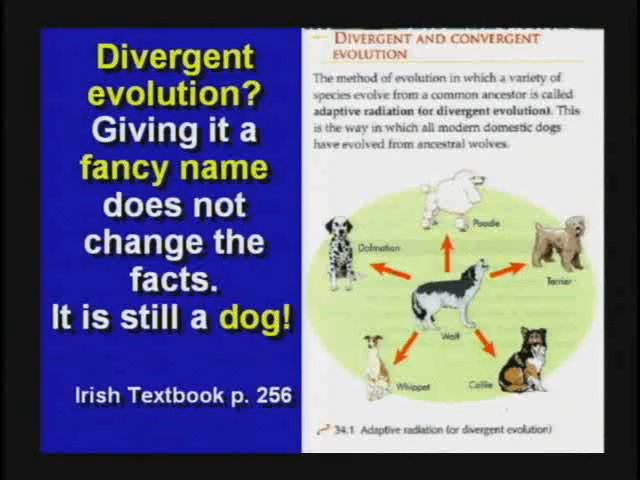 Divergent
evolution?
Giving it a
fancy name
does not
change the
facts.
It is still a dog!
Irish Textbook p. 256
DIVERGENT AND CONVERGENT
EVOLUTION
The method of evolution in which a variety of
species evolve from a common ancestor is called
adaptive radiation (or divergent evolution). This
is the way in which all modern domestic dogs
have evolved from ancestral wolves.
Poodle
Dalmation
Terrier
Wolf
Whippet
Collie
34.1 Adaptive radiation (or divergent evolution)